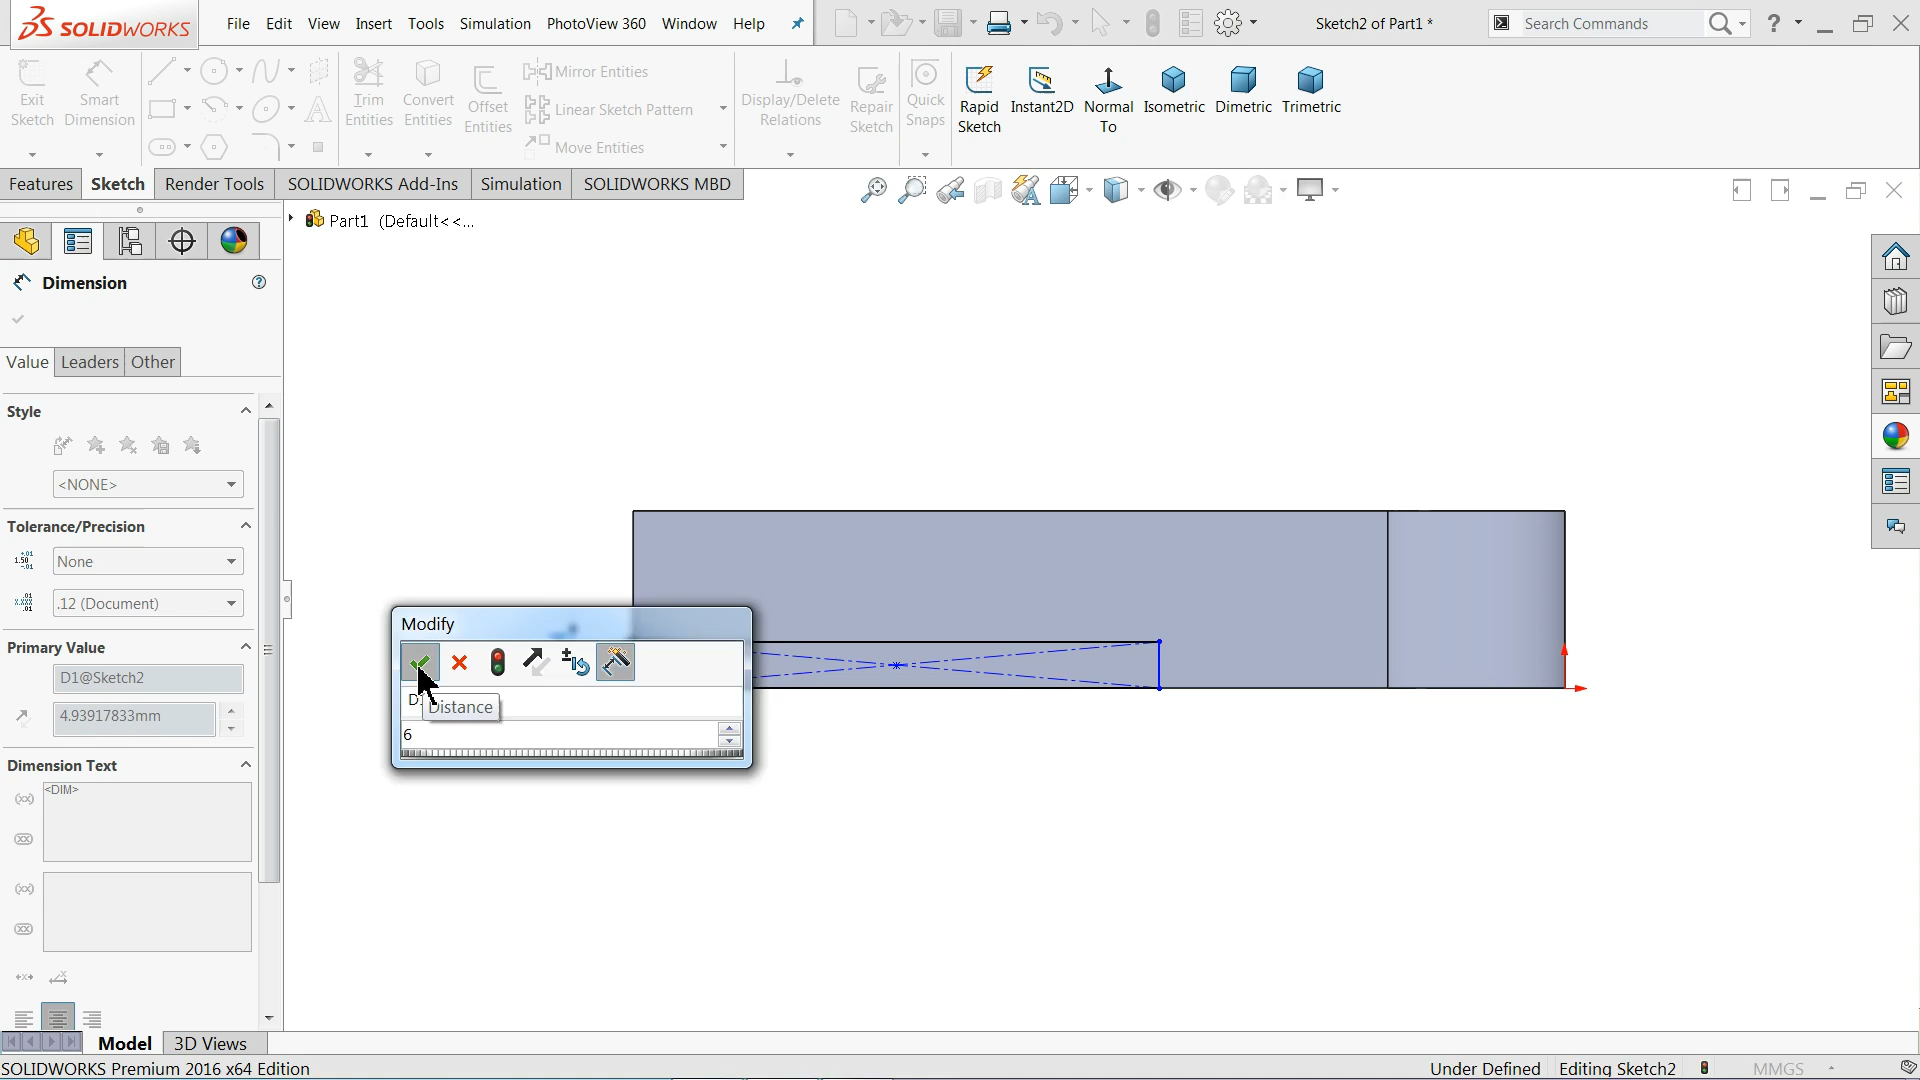 SOLIDWORKS File Edit View Insert Tools Simulation PhotoView 360 Window Help Sketch2 of Part1 * Search Commands ?
Exit Sketch
Smart Dimension
Trim Entities
Convert Entities
Offset Entities
Mirror Entities
Linear Sketch Pattern
Move Entities
Display/Delete Relations
Repair Sketch
Quick Snaps
Rapid Sketch
Instant2D
Normal To
Isometric
Dimetric
Trimetric
Features Sketch Render Tools SOLIDWORKS Add-Ins Simulation SOLIDWORKS MBD
Part1 (Default<<...
Dimension
Value Leaders Other
Style
<NONE>
Tolerance/Precision
None
.12 (Document)
Primary Value
D1@Sketch2
4.93917833mm
Dimension Text
<DIM>
Modify
Distance
6
Model 3D Views
SOLIDWORKS Premium 2016 x64 Edition Under Defined Editing Sketch2 MMGS